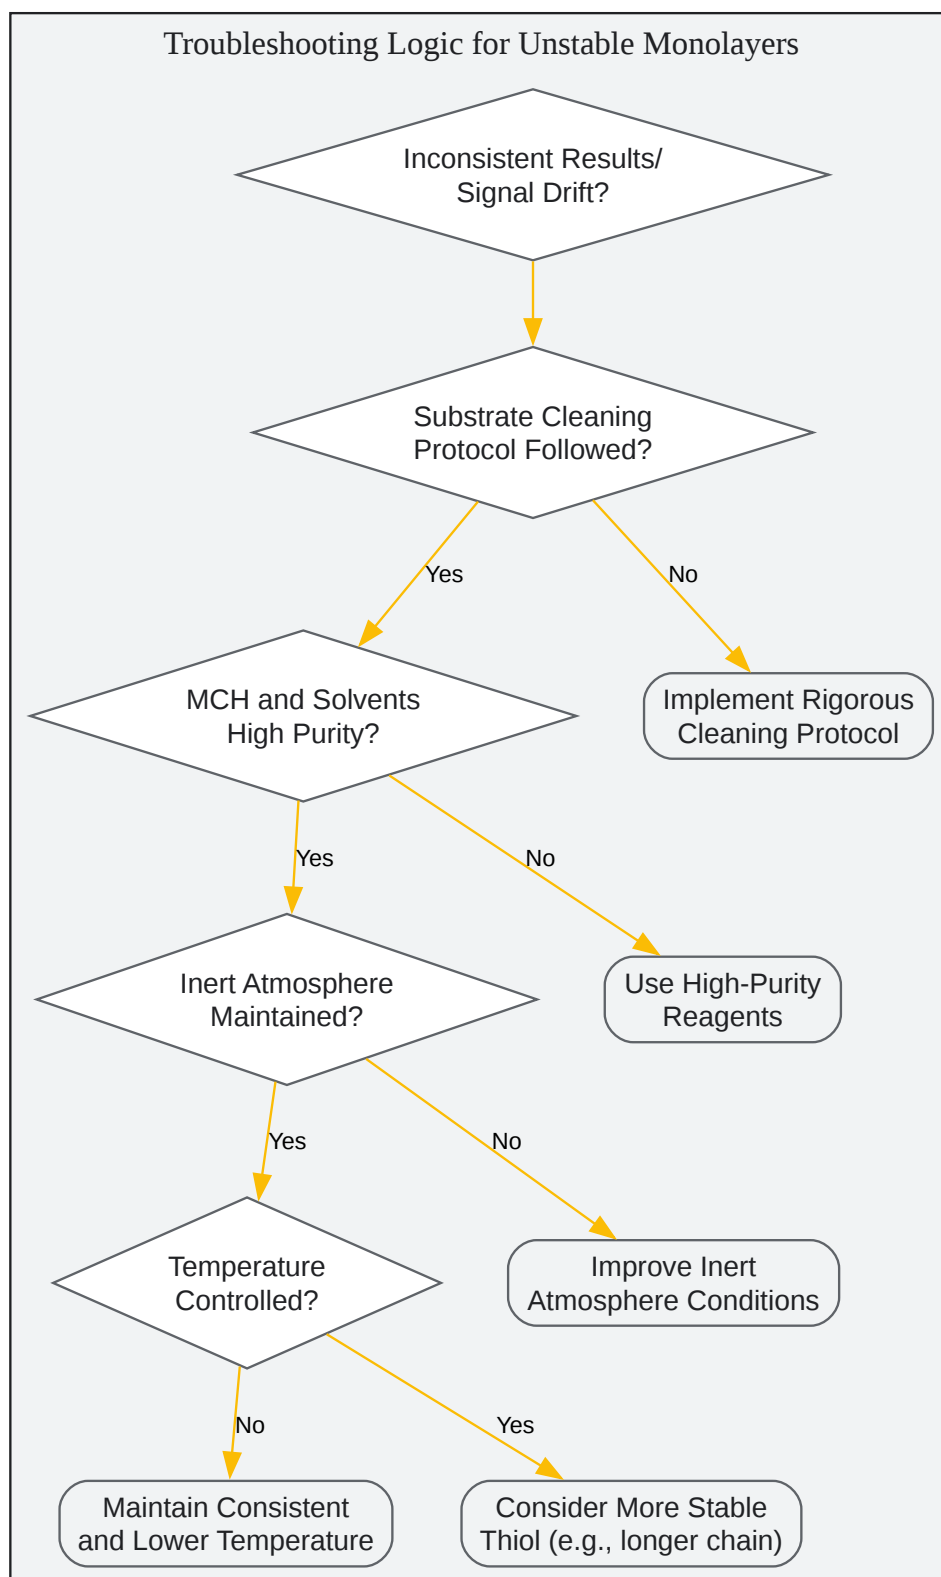 Troubleshooting Logic for Unstable Monolayers
Inconsistent Results/
Signal Drift?
Substrate Cleaning
Protocol Followed?
Yes
No
MCH and Solvents
High Purity?
Implement Rigorous
Cleaning Protocol
Yes
No
Inert Atmosphere
Maintained?
Use High-Purity
Reagents
Yes
No
Temperature
Controlled?
Improve Inert
Atmosphere Conditions
No
Yes
Maintain Consistent
and Lower Temperature
Consider More Stable
Thiol (e.g., longer chain)